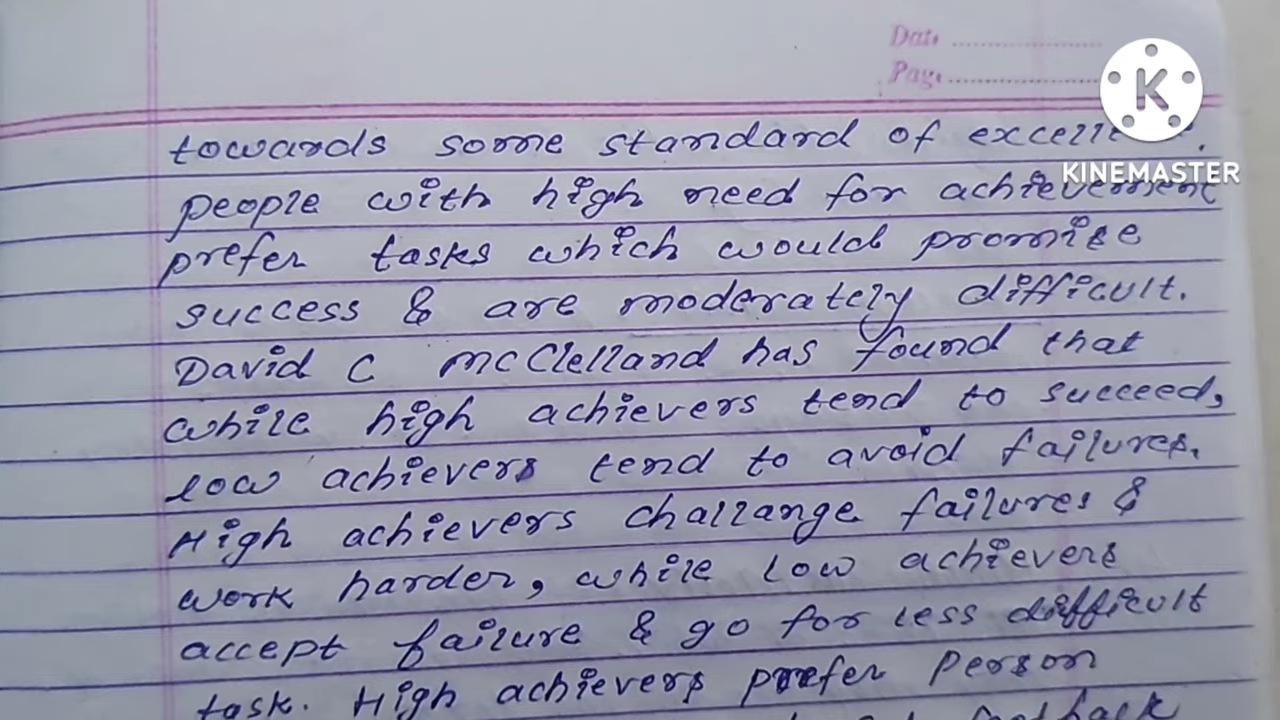 Date
Page
K
KINEMASTER
towards some standard of
people with high need for achievement
prefer tasks which would promise
success & are moderately difficult.
David C McClelland has found that
while high achievers tend to succeed,
low achievers tend to avoid failures.
High achievers challange failures &
work harder, while low achievers
accept failure & go for less difficult
task. High achievers prefer person
feedback